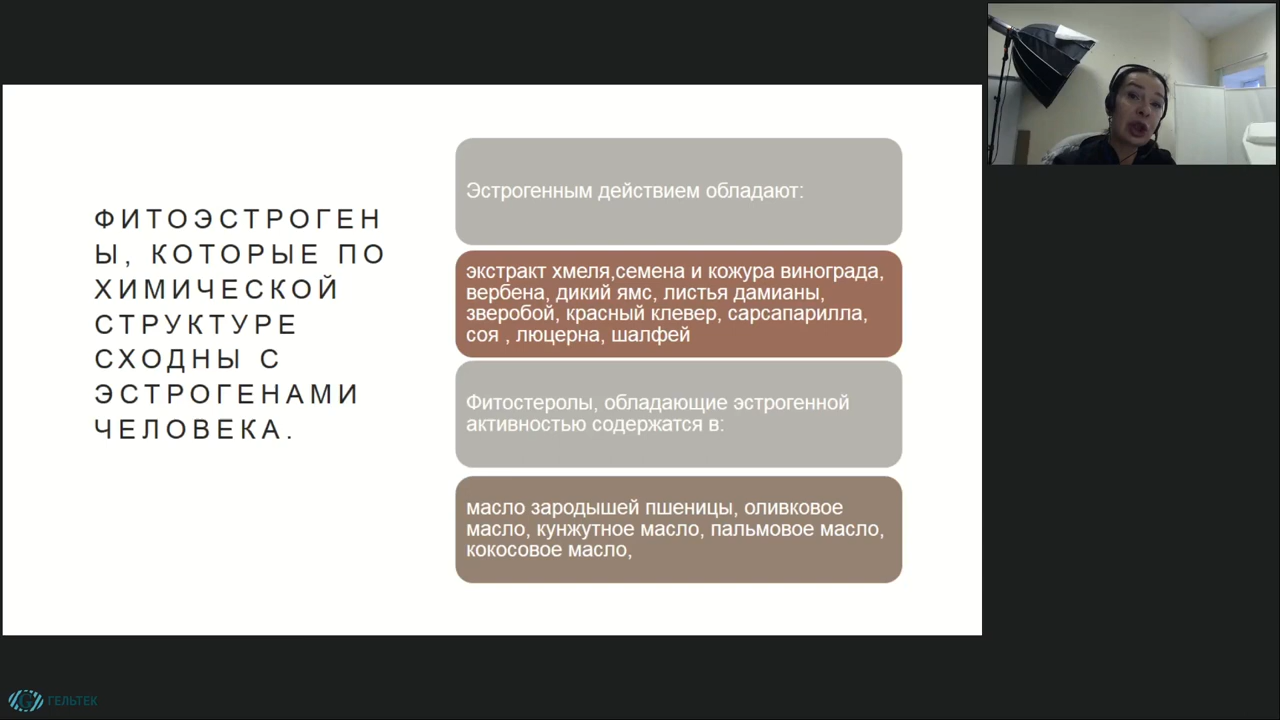 ФИТОЭСТРОГЕН
Ы, КОТОРЫЕ ПО
ХИМИЧЕСКОЙ
СТРУКТУРЕ
СХОДНЫ С
ЭСТРОГЕНАМИ
ЧЕЛОВЕКА.
Эстрогенным действием обладают:
экстракт хмеля,семена и кожура винограда,
вербена, дикий ямс, листья дамианы,
зверобой, красный клевер, сарсапарилла,
соя , люцерна, шалфей
Фитостеролы, обладающие эстрогенной
активностью содержатся в:
масло зародышей пшеницы, оливковое
масло, кунжутное масло, пальмовое масло,
кокосовое масло,
ГЕЛЬТЕК